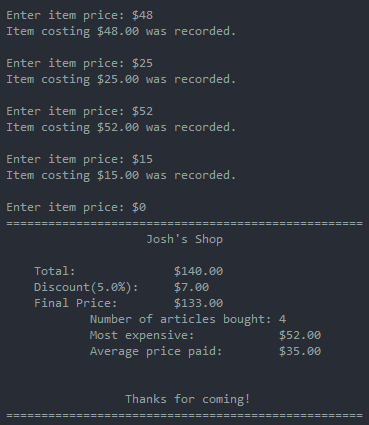 Enter item price: $48
Item costing $48.00 was recorded.
Enter item price: $25
Item costing $25.00 was recorded.
Enter item price: $52
Item costing $52.00 was recorded.
Enter item price: $15
Item costing $15.00 was recorded.
Enter item price: $0
===================================================
Josh's Shop
Total: $140.00
Discount(5.0%): $7.00
Final Price: $133.00
Number of articles bought: 4
Most expensive: $52.00
Average price paid: $35.00
Thanks for coming!
===================================================